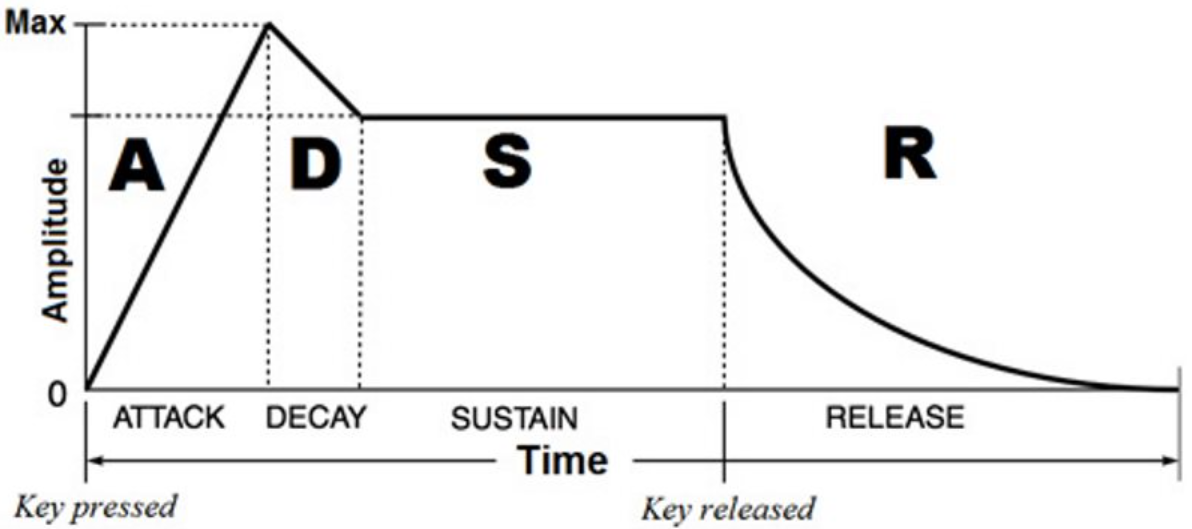 Max
A D S R
Amplitude
0
ATTACK DECAY SUSTAIN RELEASE
Time
Key pressed Key released